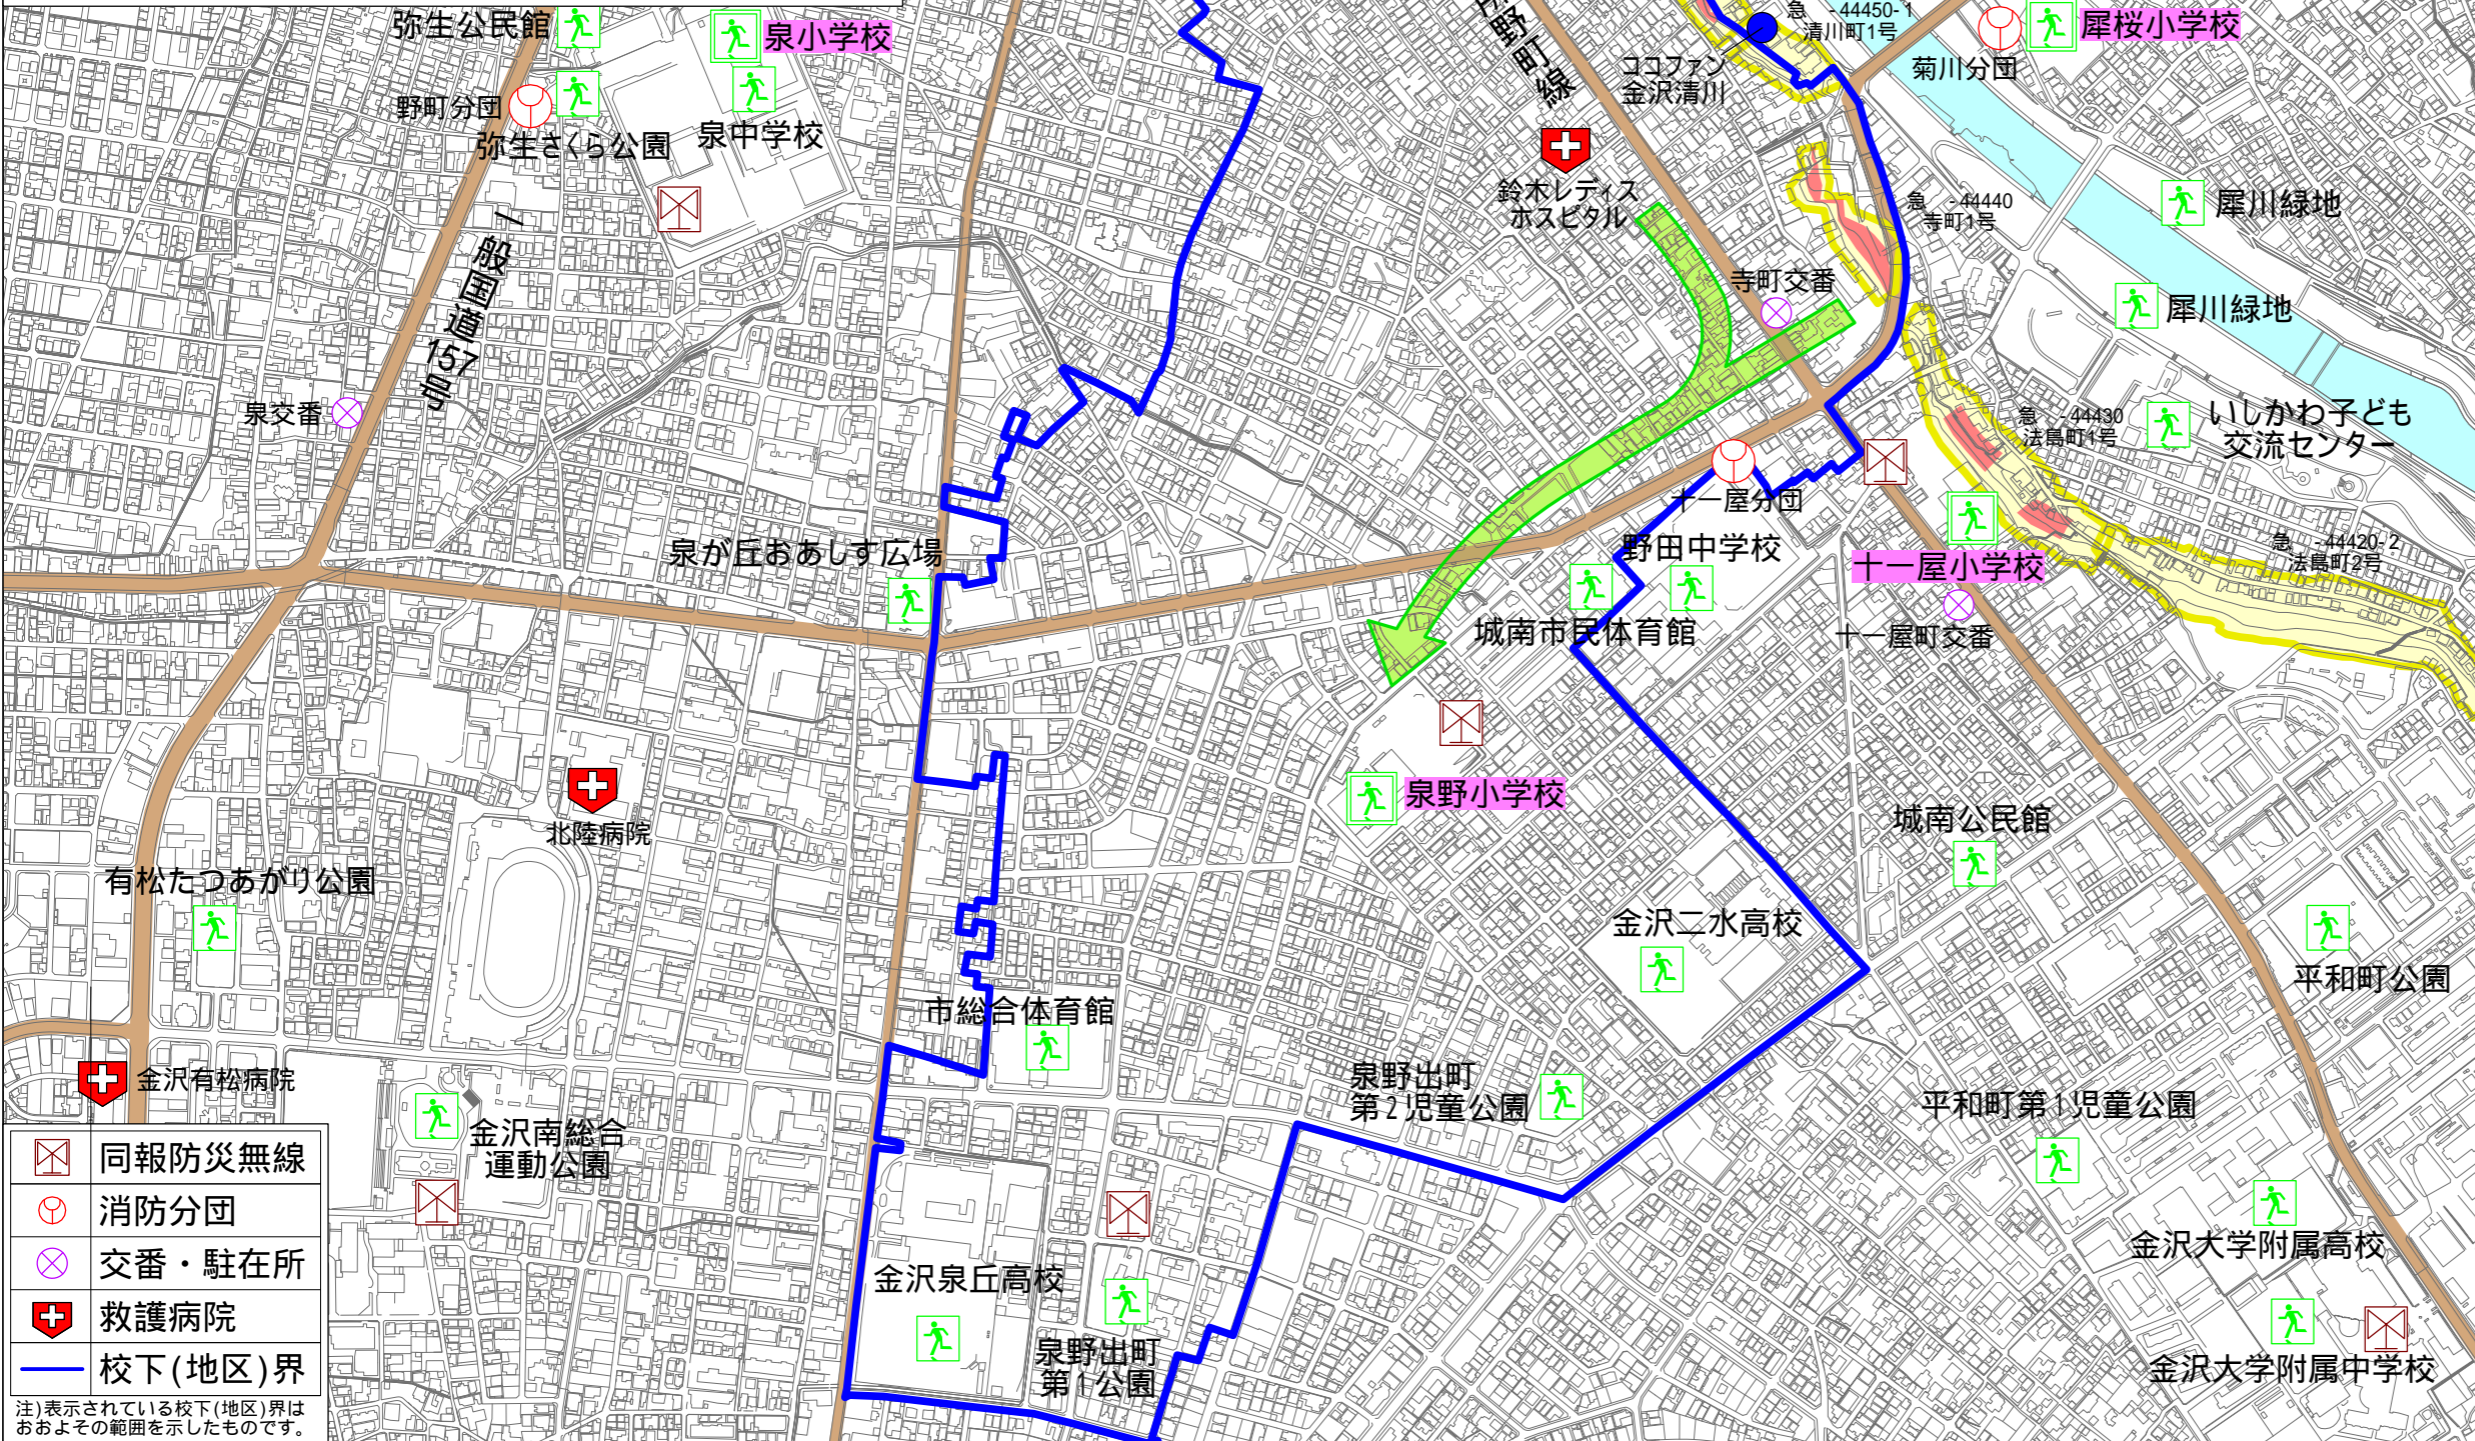 弥生公民館
泉小学校
野町分団
弥生さくら公園
泉中学校
一般国道157号
野町線
急 -44450-1
清川町1号
ココファン
金沢清川
菊川分団
犀桜小学校
鈴木レディス
ホスピタル
急 -44440
寺町1号
犀川緑地
寺町交番
犀川緑地
泉交番
急 -44430
法島町1号
いしかわ子ども
交流センター
十一屋分団
泉が丘おあしす広場
野田中学校
急 -44420-2
法島町2号
十一屋小学校
城南市民体育館
十一屋町交番
泉野小学校
北陸病院
城南公民館
有松たつあがり公園
金沢二水高校
平和町公園
市総合体育館
金沢有松病院
泉野出町
第2児童公園
平和町第1児童公園
金沢南総合
運動公園
金沢大学附属高校
金沢泉丘高校
泉野出町
第1公園
金沢大学附属中学校
同報防災無線
消防分団
交番・駐在所
救護病院
校下(地区)界
注)表示されている校下(地区)界は
おおよその範囲を示したものです。